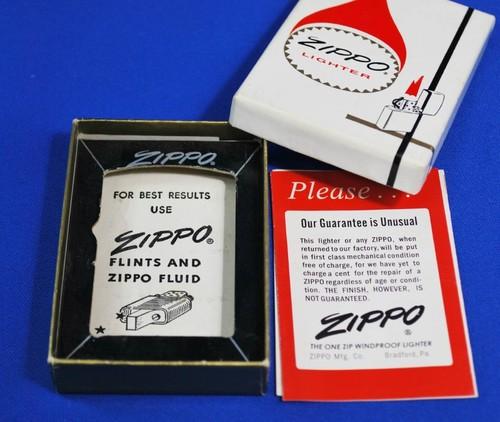 ZIPPO®
LIGHTER
ZIPPO®
FOR BEST RESULTS
USE
ZIPPO®
FLINTS AND
ZIPPO FLUID
Please . . .
Our Guarantee is Unusual
This lighter or any ZIPPO, when
returned to our factory, will be put
in first class mechanical condition
free of charge, for we have yet to
charge a cent for the repair of a
ZIPPO regardless of age or condi-
tion. THE FINISH, HOWEVER, IS
NOT GUARANTEED.
ZIPPO®
THE ONE ZIP WINDPROOF LIGHTER
ZIPPO Mfg. Co. Bradford, Pa